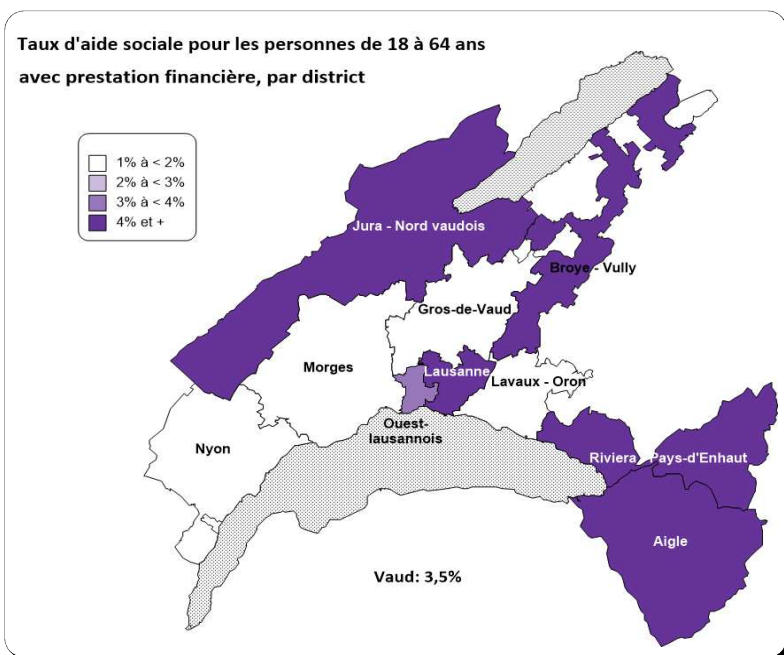 Taux d'aide sociale pour les personnes de 18 à 64 ans
avec prestation financière, par district
1% à < 2%
2% à < 3%
3% à < 4%
4% et +
Jura - Nord vaudois
Broye - Vully
Gros-de-Vaud
Morges
Lausanne
Lavaux - Oron
Ouest-
lausannois
Nyon
Riviera
Pays-d'Enhaut
Aigle
Vaud: 3,5%